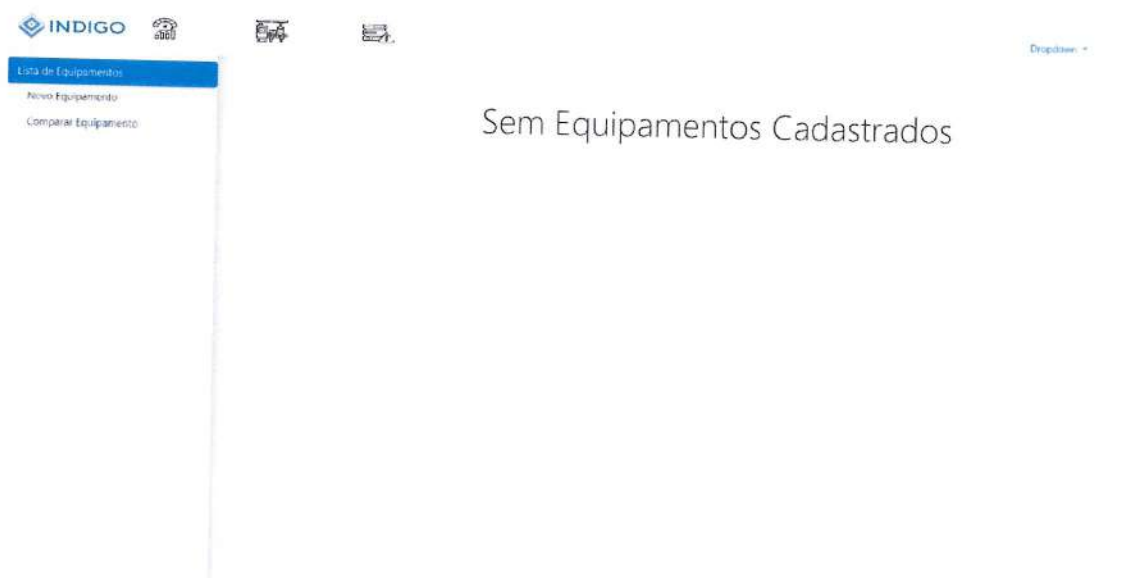 INDIGO
Dropdown
Lista de Equipamentos
Novo Equipamento
Comparar Equipamento
Sem Equipamentos Cadastrados